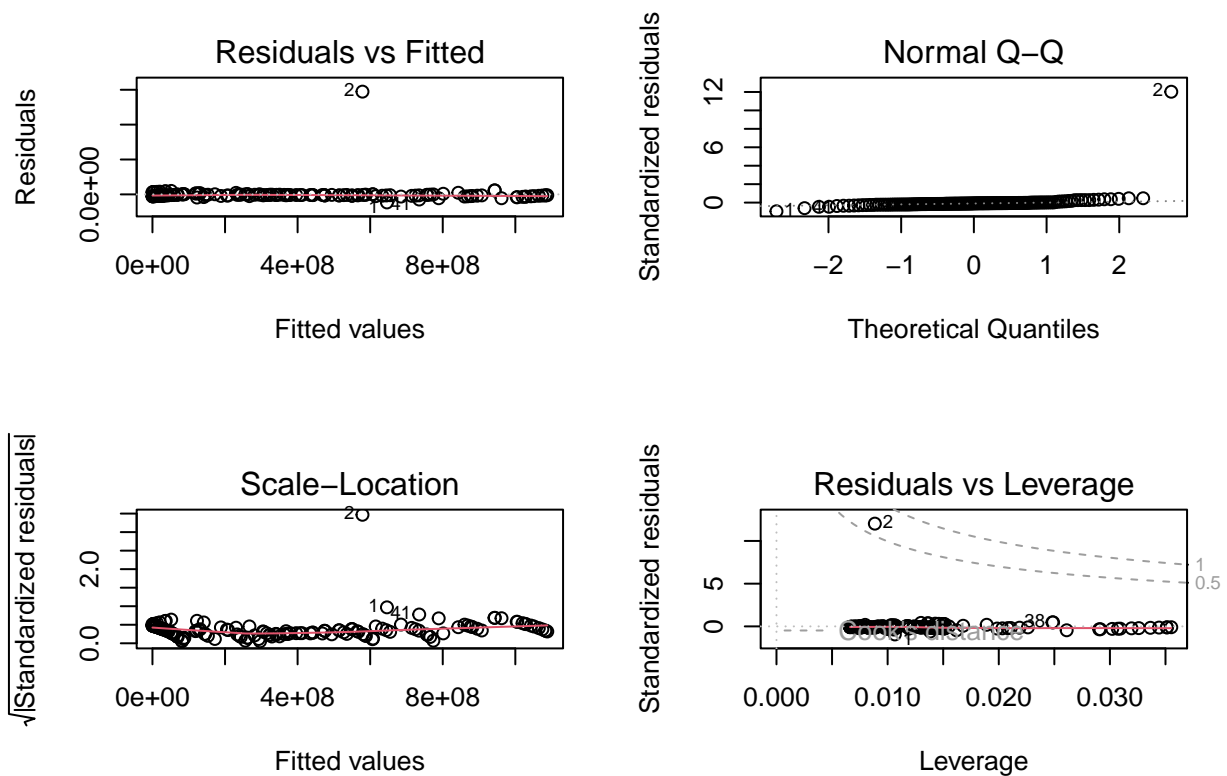 Residuals vs Fitted
Residuals
0.0e+00
2
1
41
0e+00 4e+08 8e+08
Fitted values
Normal Q−Q
Standardized residuals
0 6 12
2
1
−2 −1 0 1 2
Theoretical Quantiles
Scale−Location
√|Standardized residuals|
0.0 2.0
2
1
41
0e+00 4e+08 8e+08
Fitted values
Residuals vs Leverage
Standardized residuals
0 5
2
38
1
Cook's distance
1
0.5
0.000 0.010 0.020 0.030
Leverage